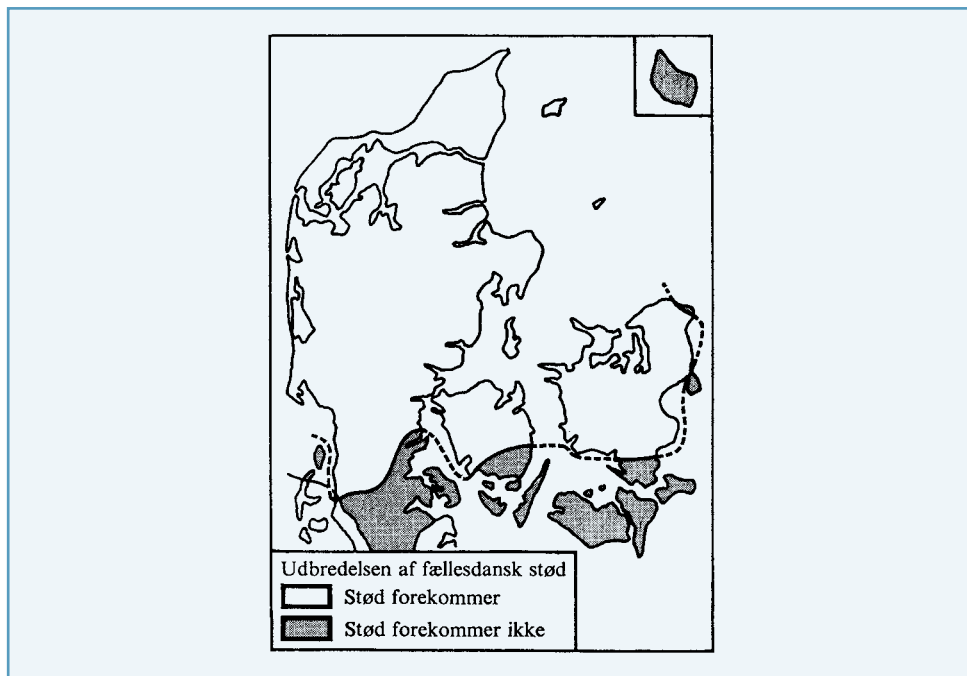 Udbredelsen af fællesdansk stød
Stød forekommer
Stød forekommer ikke